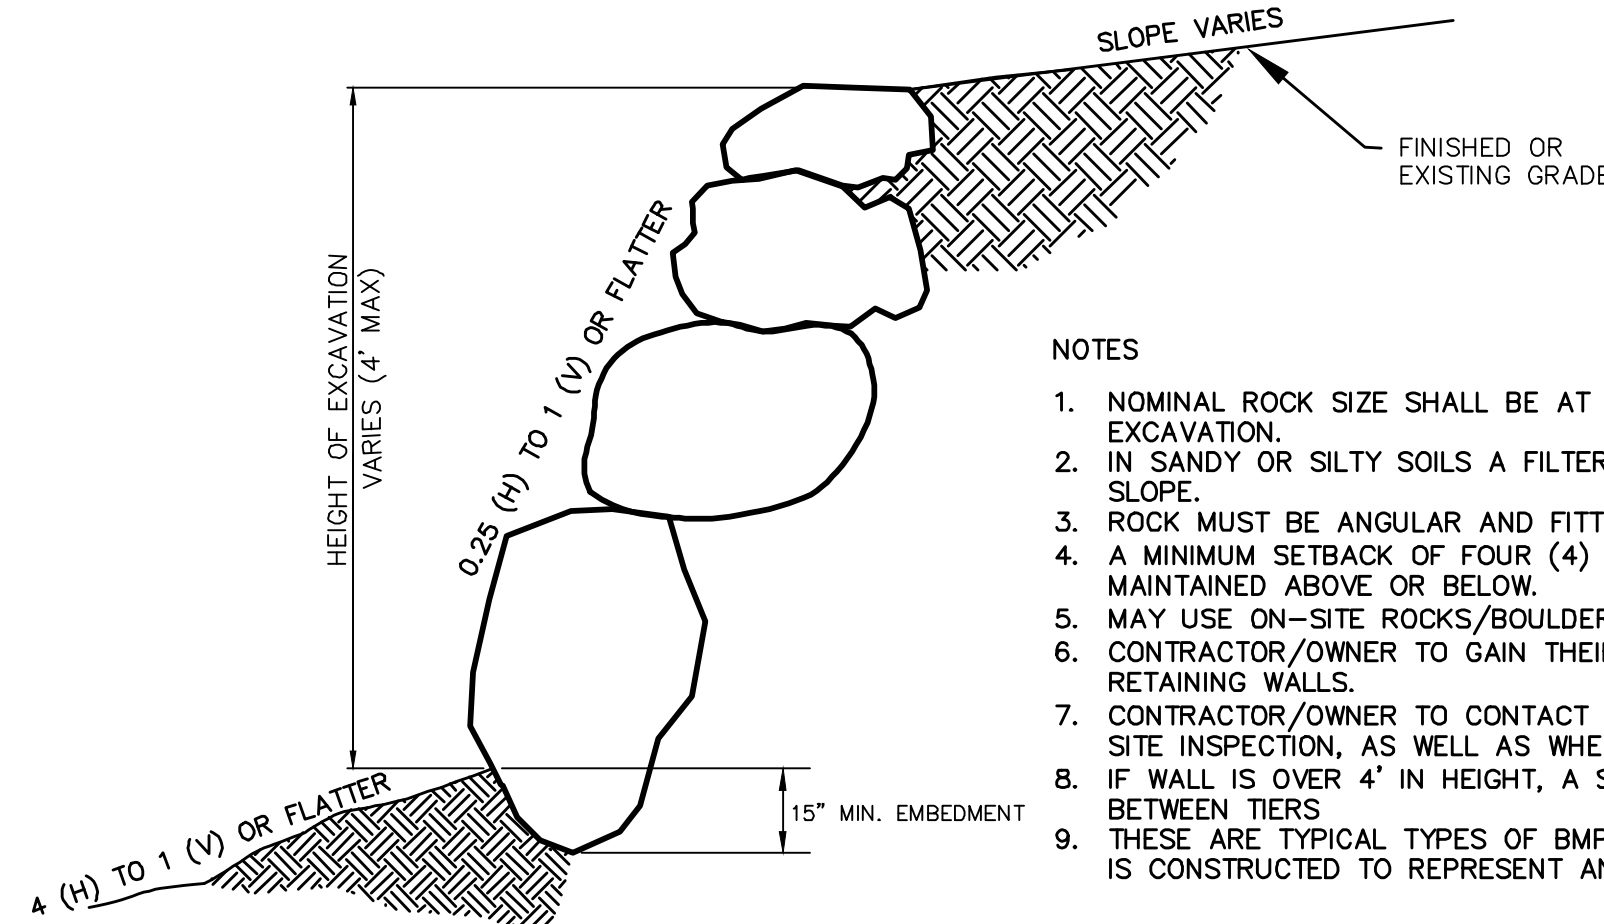 SLOPE VARIES
FINISHED OR
EXISTING GRADE
HEIGHT OF EXCAVATION
VARIES (4' MAX)
0.25 (H) TO 1 (V) OR FLATTER
4 (H) TO 1 (V) OR FLATTER
15" MIN. EMBEDMENT
NOTES
1. NOMINAL ROCK SIZE SHALL BE AT
EXCAVATION.
2. IN SANDY OR SILTY SOILS A FILTER
SLOPE.
3. ROCK MUST BE ANGULAR AND FITT
4. A MINIMUM SETBACK OF FOUR (4)
MAINTAINED ABOVE OR BELOW.
5. MAY USE ON-SITE ROCKS/BOULDER
6. CONTRACTOR/OWNER TO GAIN THEI
RETAINING WALLS.
7. CONTRACTOR/OWNER TO CONTACT
SITE INSPECTION, AS WELL AS WHE
8. IF WALL IS OVER 4' IN HEIGHT, A S
BETWEEN TIERS
9. THESE ARE TYPICAL TYPES OF BMP
IS CONSTRUCTED TO REPRESENT AN